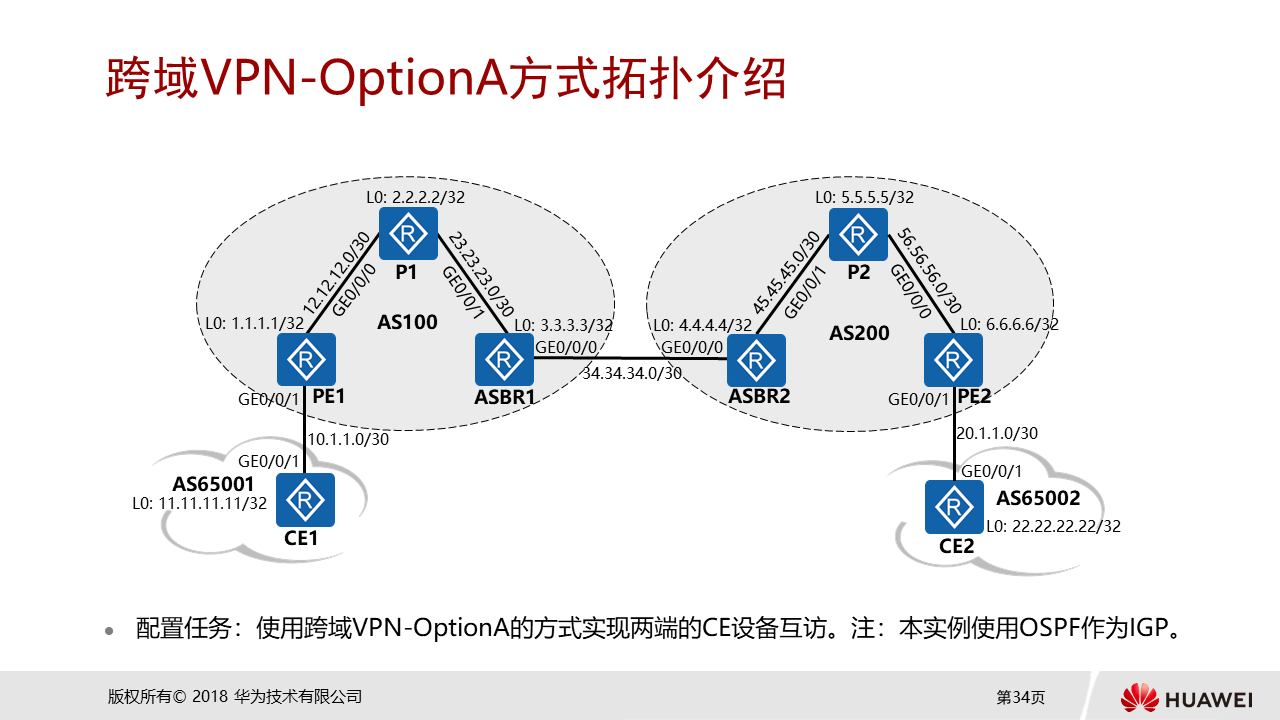 跨域VPN-OptionA方式拓扑介绍
L0: 2.2.2.2/32
P1
12.12.12.0/30
GE0/0/0
23.23.23.0/30
GE0/0/1
AS100
L0: 1.1.1.1/32
PE1
GE0/0/1
L0: 3.3.3.3/32
GE0/0/0
ASBR1
34.34.34.0/30
L0: 5.5.5.5/32
P2
45.45.45.0/30
GE0/0/1
56.56.56.0/30
GE0/0/0
AS200
L0: 4.4.4.4/32
GE0/0/0
ASBR2
L0: 6.6.6.6/32
GE0/0/1
PE2
10.1.1.0/30
GE0/0/1
AS65001
L0: 11.11.11.11/32
CE1
20.1.1.0/30
GE0/0/1
AS65002
L0: 22.22.22.22/32
CE2
● 配置任务：使用跨域VPN-OptionA的方式实现两端的CE设备互访。注：本实例使用OSPF作为IGP。
版权所有© 2018 华为技术有限公司
第34页
HUAWEI